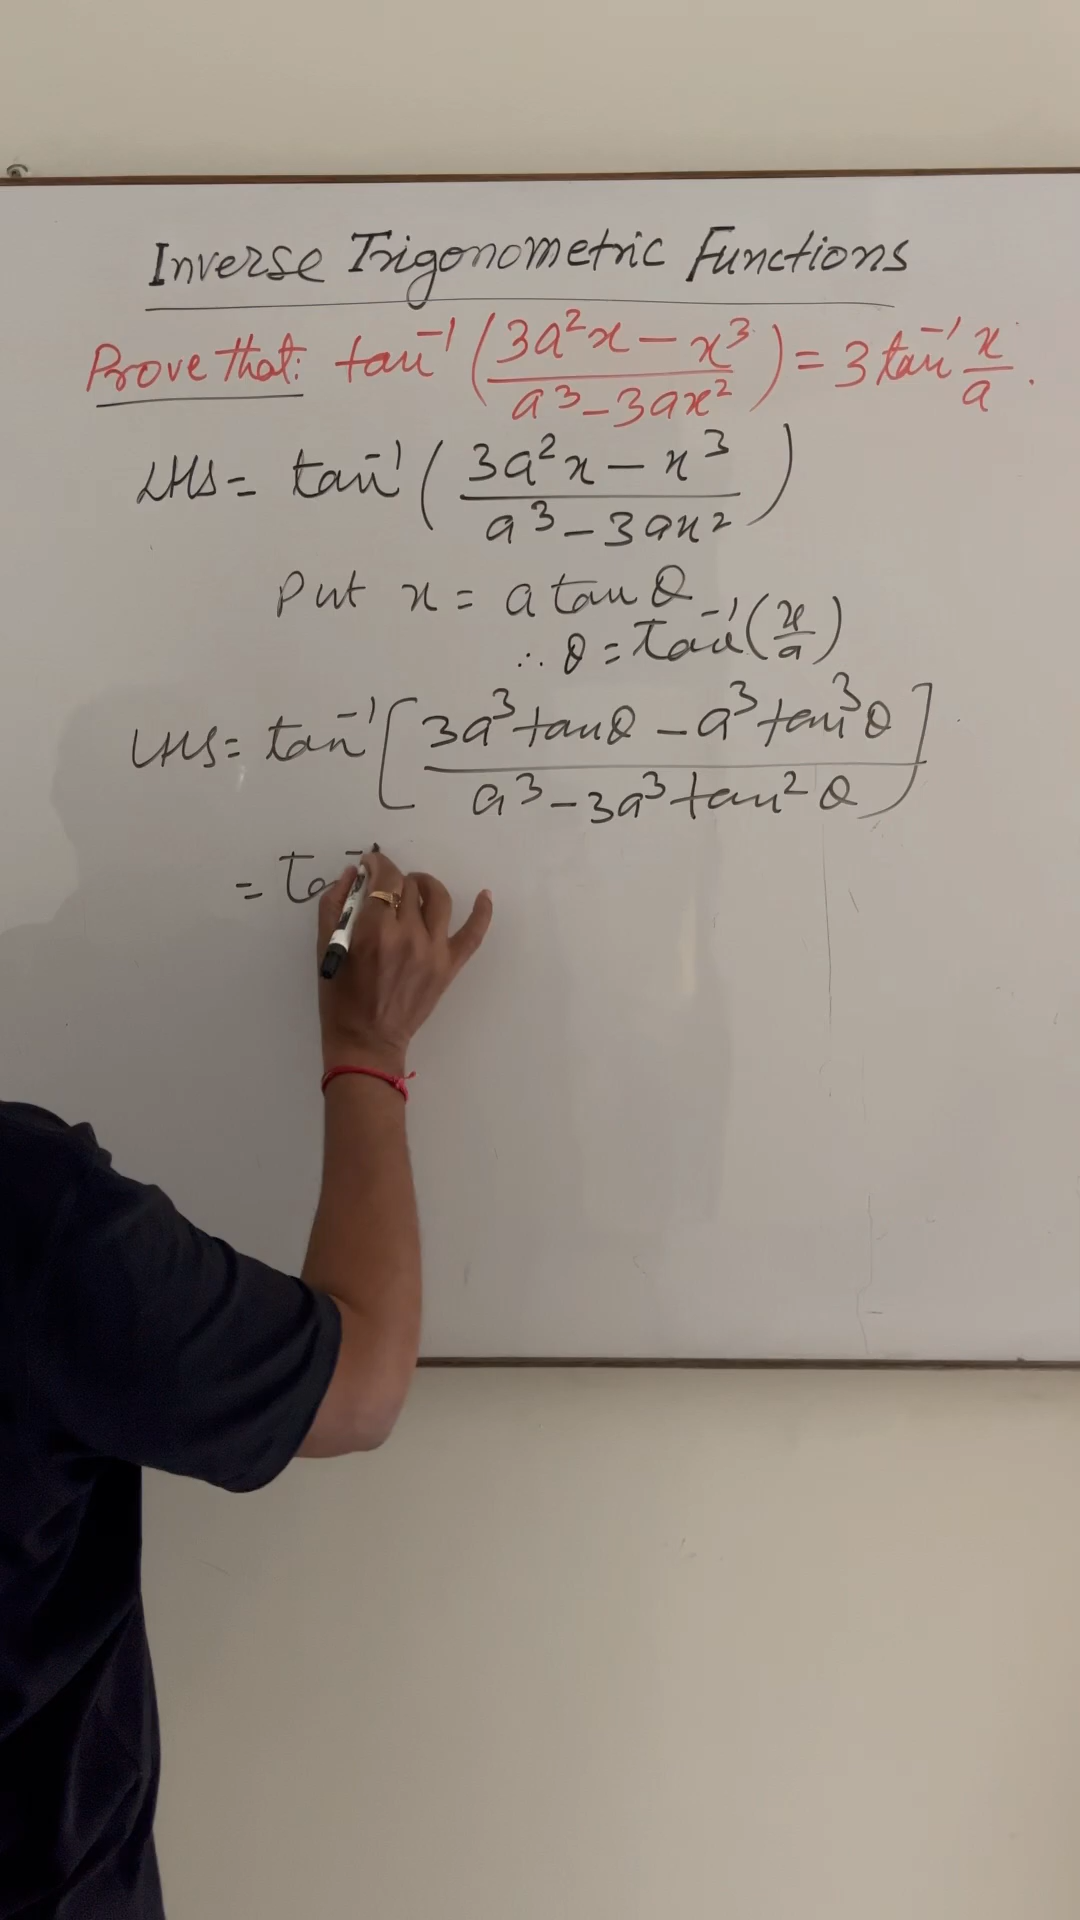 Inverse Trigonometric Functions
Prove that: tan⁻¹ (3a²x − x³ / a³ − 3ax²) = 3 tan⁻¹ x/a .
LHS = tan⁻¹ (3a²x − x³ / a³ − 3ax²)
Put x = a tan θ
∴ θ = tan⁻¹ (x/a)
LHS = tan⁻¹ [3a³ tan θ − a³ tan³ θ / a³ − 3a³ tan² θ]
=